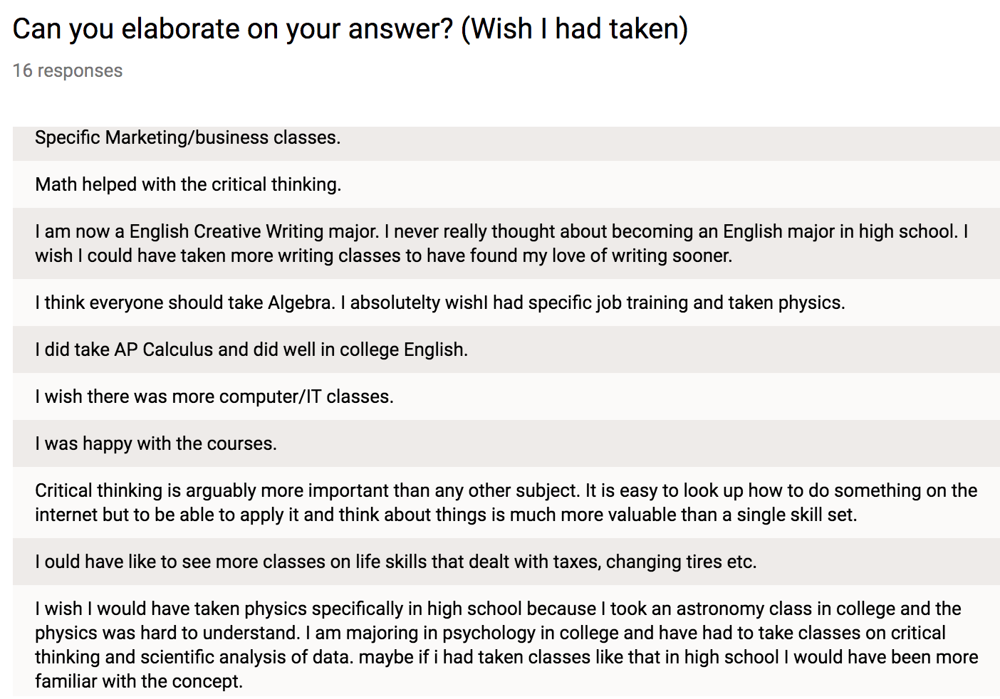 Can you elaborate on your answer? (Wish I had taken)
16 responses
Specific Marketing/business classes.
Math helped with the critical thinking.
I am now a English Creative Writing major. I never really thought about becoming an English major in high school. I
wish I could have taken more writing classes to have found my love of writing sooner.
I think everyone should take Algebra. I absolutelty wishI had specific job training and taken physics.
I did take AP Calculus and did well in college English.
I wish there was more computer/IT classes.
I was happy with the courses.
Critical thinking is arguably more important than any other subject. It is easy to look up how to do something on the
internet but to be able to apply it and think about things is much more valuable than a single skill set.
I ould have like to see more classes on life skills that dealt with taxes, changing tires etc.
I wish I would have taken physics specifically in high school because I took an astronomy class in college and the
physics was hard to understand. I am majoring in psychology in college and have had to take classes on critical
thinking and scientific analysis of data. maybe if i had taken classes like that in high school I would have been more
familiar with the concept.